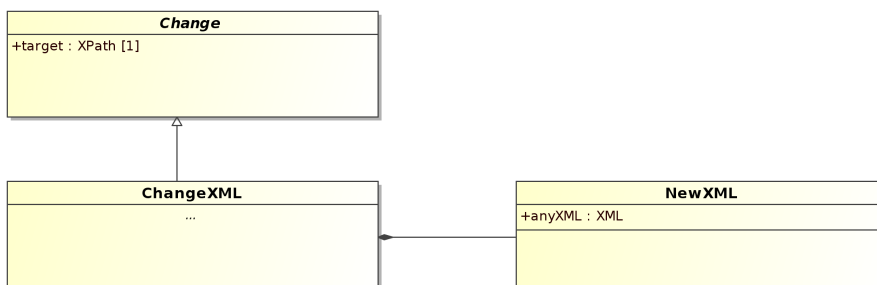 Change
+target : XPath [1]
ChangeXML
...
NewXML
+anyXML : XML